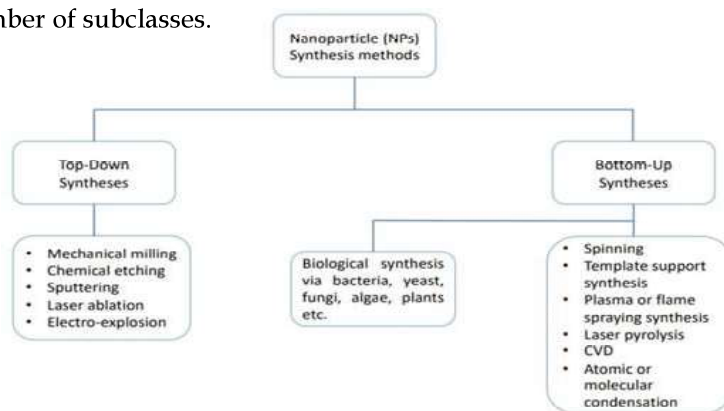 nber of subclasses.
Nanoparticle (NPs)
Synthesis methods
Top-Down
Syntheses
Bottom-Up
Syntheses
• Mechanical milling
• Chemical etching
• Sputtering
• Laser ablation
• Electro-explosion
Biological synthesis
via bacteria, yeast,
fungi, algae, plants
etc.
• Spinning
• Template support
synthesis
• Plasma or flame
spraying synthesis
• Laser pyrolysis
• CVD
• Atomic or
molecular
condensation